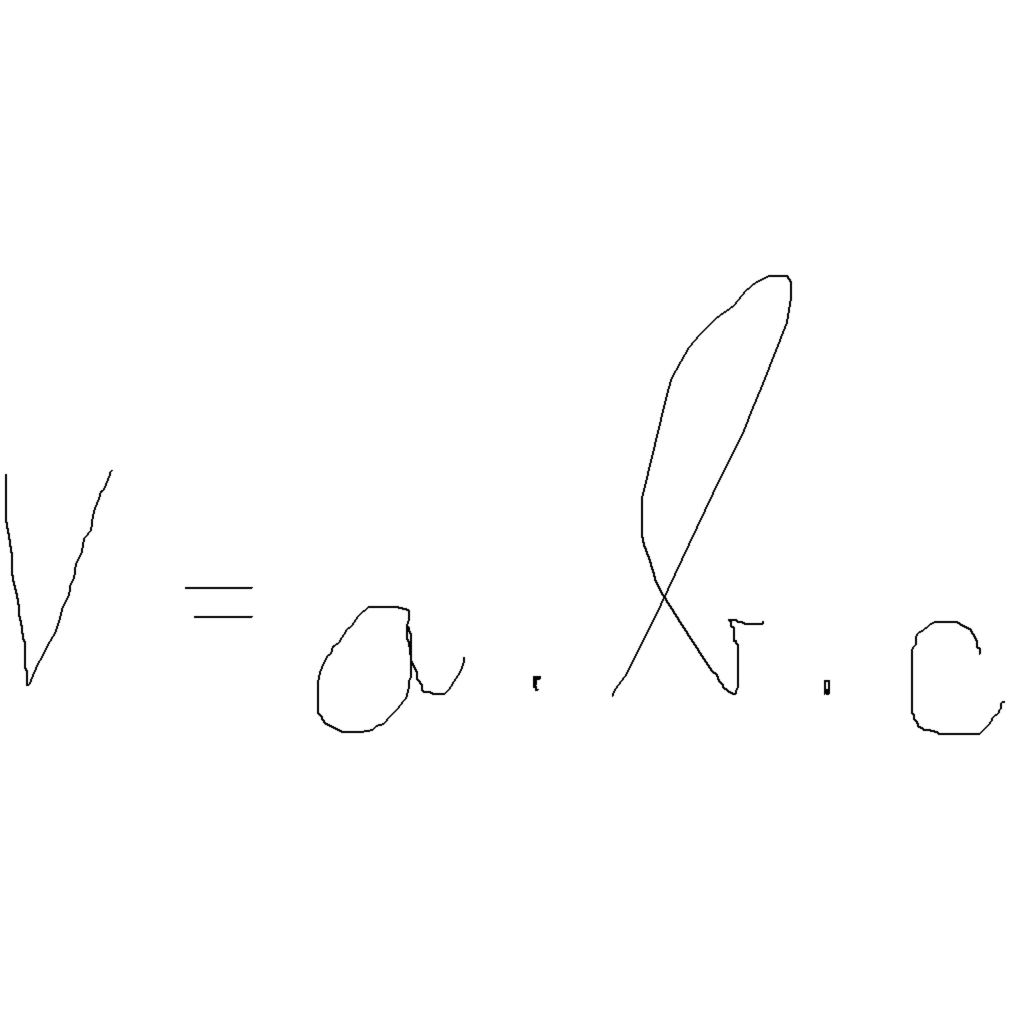 V = a . b . c